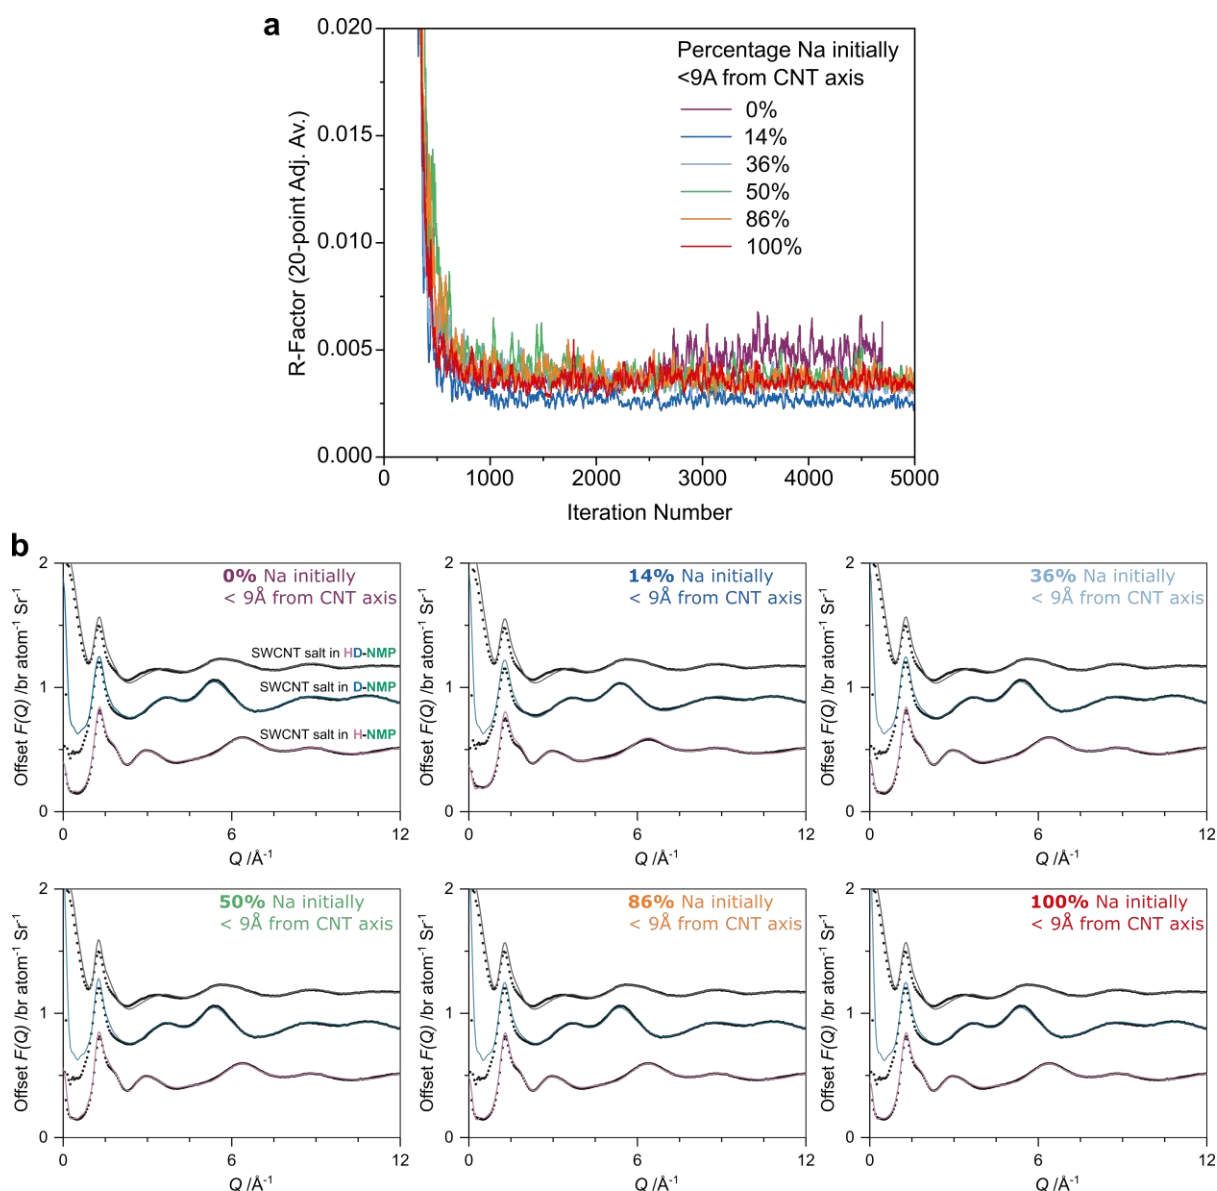 a
0.020
0.015
0.010
0.005
0.000
R-Factor (20-point Adj. Av.)
Percentage Na initially
<9A from CNT axis
0%
14%
36%
50%
86%
100%
0 1000 2000 3000 4000 5000
Iteration Number
b
2
1
0
Offset F(Q) /br atom⁻¹ Sr⁻¹
0% Na initially
< 9Å from CNT axis
SWCNT salt in HD-NMP
SWCNT salt in D-NMP
SWCNT salt in H-NMP
0 6 12
Q /Å⁻¹
2
1
0
Offset F(Q) /br atom⁻¹ Sr⁻¹
14% Na initially
< 9Å from CNT axis
0 6 12
Q /Å⁻¹
2
1
0
Offset F(Q) /br atom⁻¹ Sr⁻¹
36% Na initially
< 9Å from CNT axis
0 6 12
Q /Å⁻¹
2
1
0
Offset F(Q) /br atom⁻¹ Sr⁻¹
50% Na initially
< 9Å from CNT axis
0 6 12
Q /Å⁻¹
2
1
0
Offset F(Q) /br atom⁻¹ Sr⁻¹
86% Na initially
< 9Å from CNT axis
0 6 12
Q /Å⁻¹
2
1
0
Offset F(Q) /br atom⁻¹ Sr⁻¹
100% Na initially
< 9Å from CNT axis
0 6 12
Q /Å⁻¹